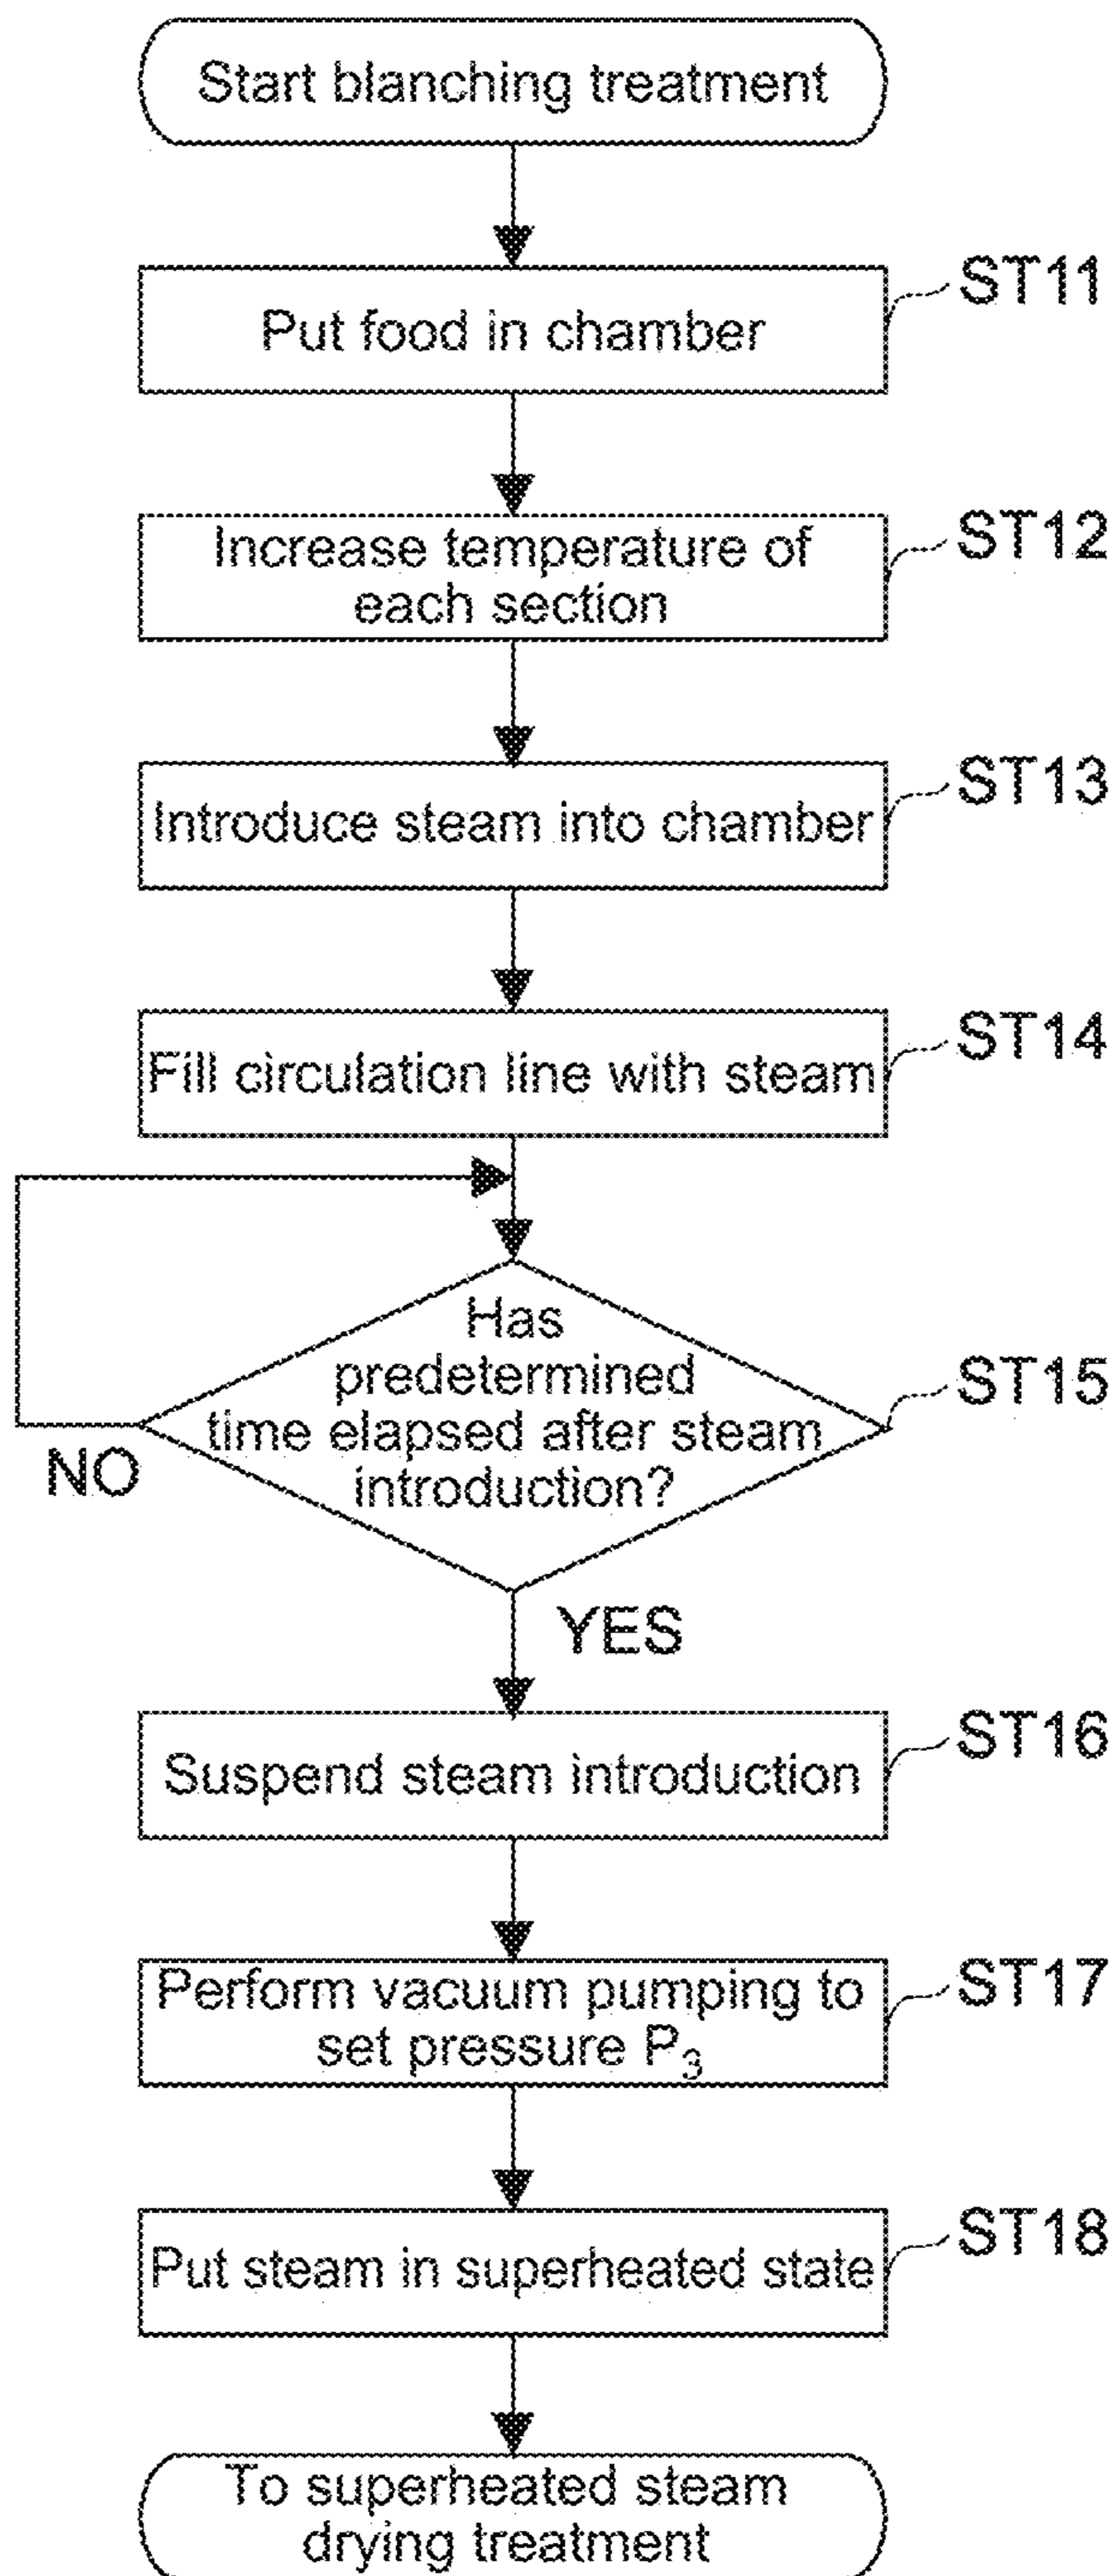 Start blanching treatment
ST11
Put food in chamber
ST12
Increase temperature of
each section
ST13
Introduce steam into chamber
ST14
Fill circulation line with steam
Has
predetermined
time elapsed after steam
introduction?
ST15
NO
YES
ST16
Suspend steam introduction
ST17
Perform vacuum pumping to
set pressure P₃
ST18
Put steam in superheated state
To superheated steam
drying treatment